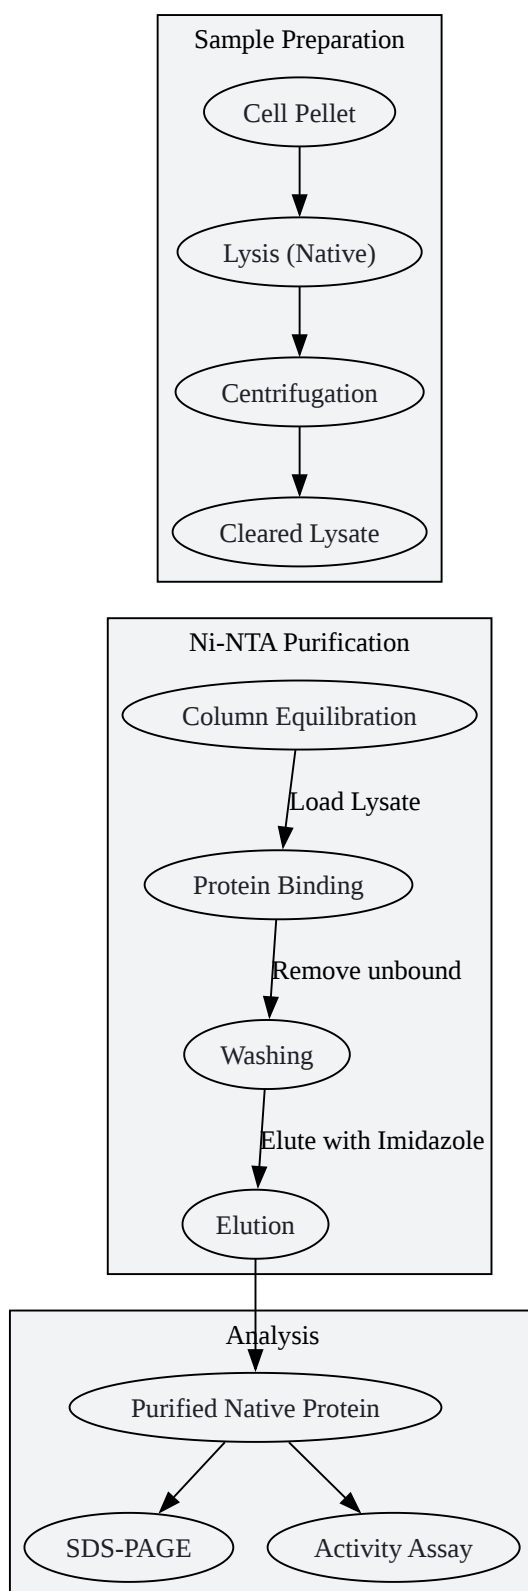 Sample Preparation
Cell Pellet
Lysis (Native)
Centrifugation
Cleared Lysate
Ni-NTA Purification
Column Equilibration
Load Lysate
Protein Binding
Remove unbound
Washing
Elute with Imidazole
Elution
Analysis
Purified Native Protein
SDS-PAGE
Activity Assay